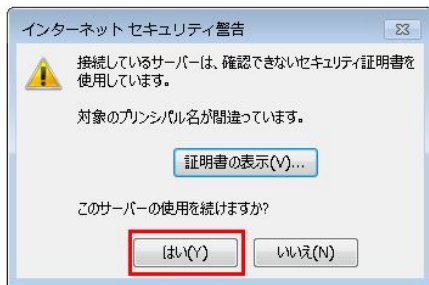 インターネット セキュリティ警告
接続しているサーバーは、確認できないセキュリティ証明書を
使用しています。
対象のプリンシパル名が間違っています。
証明書の表示(V)...
このサーバーの使用を続けますか?
はい(Y) いいえ(N)